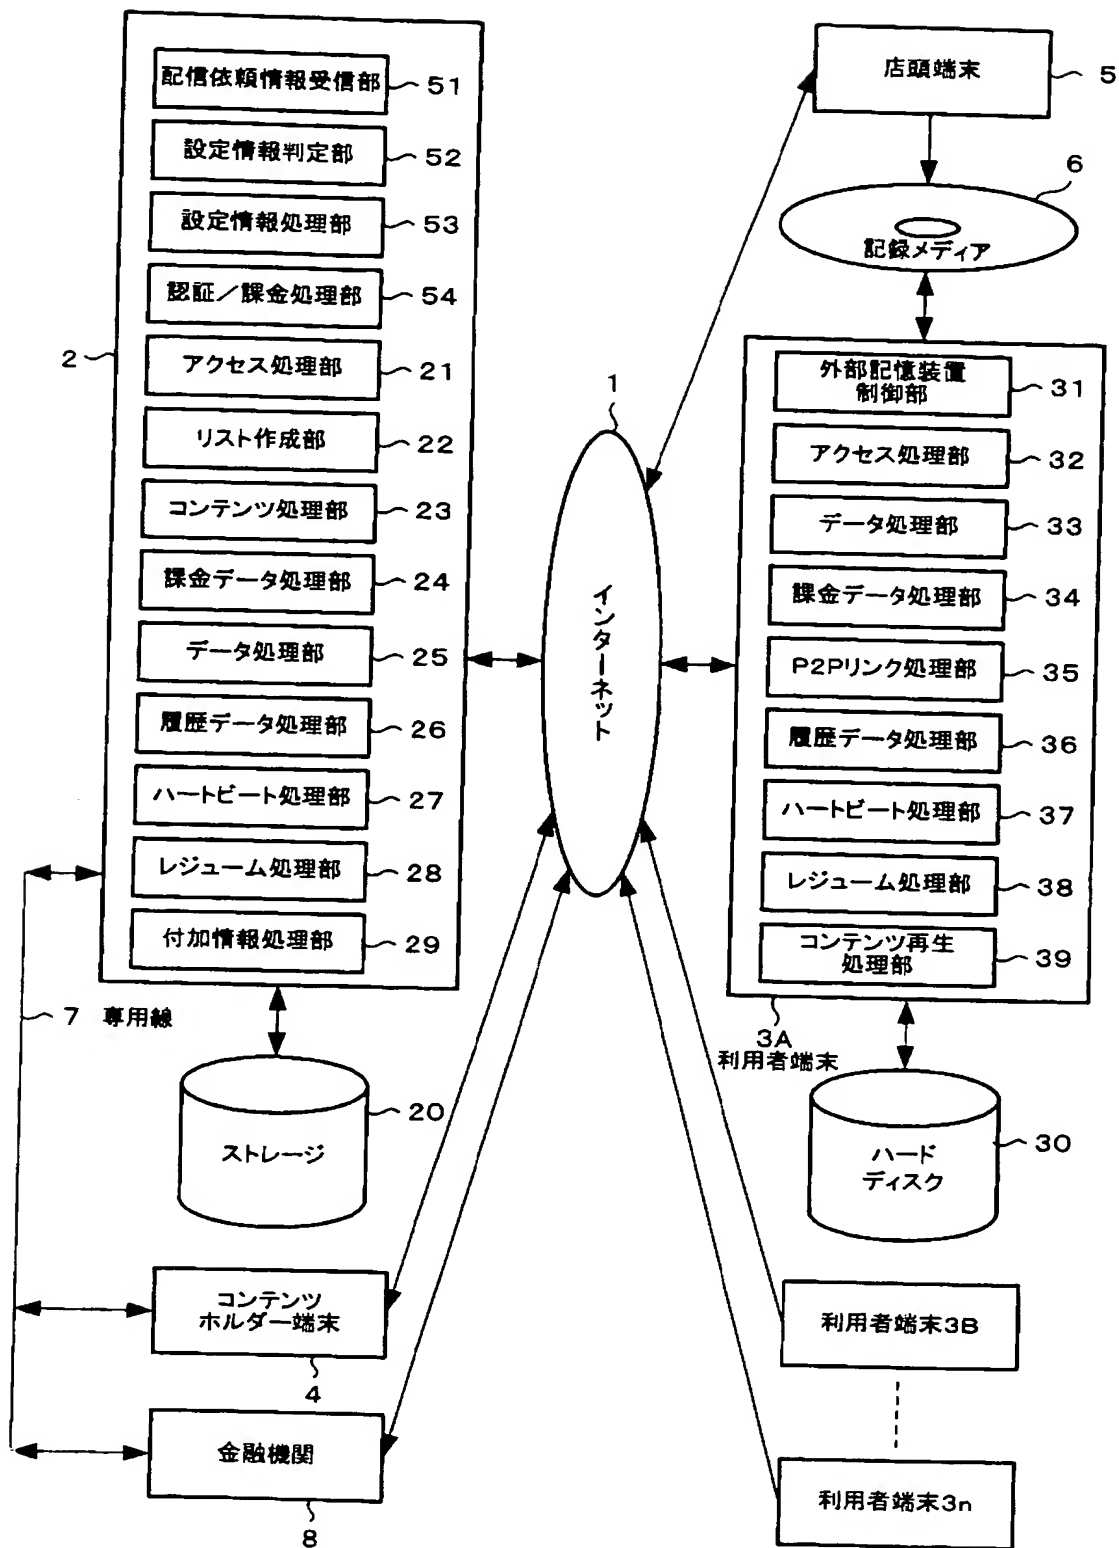 配信依頼情報受信部 51
設定情報判定部 52
設定情報処理部 53
認証／課金処理部 54
2
アクセス処理部 21
リスト作成部 22
コンテンツ処理部 23
課金データ処理部 24
データ処理部 25
履歴データ処理部 26
ハートビート処理部 27
レジューム処理部 28
付加情報処理部 29
7 専用線
20
ストレージ
コンテンツ
ホルダー端末
4
金融機関
8
1
インターネット
店頭端末
5
6
記録メディア
外部記憶装置
制御部
31
アクセス処理部 32
データ処理部 33
課金データ処理部 34
P2Pリンク処理部 35
履歴データ処理部 36
ハートビート処理部 37
レジューム処理部 38
コンテンツ再生
処理部
39
3A
利用者端末
ハード
ディスク
30
利用者端末3B
利用者端末3n